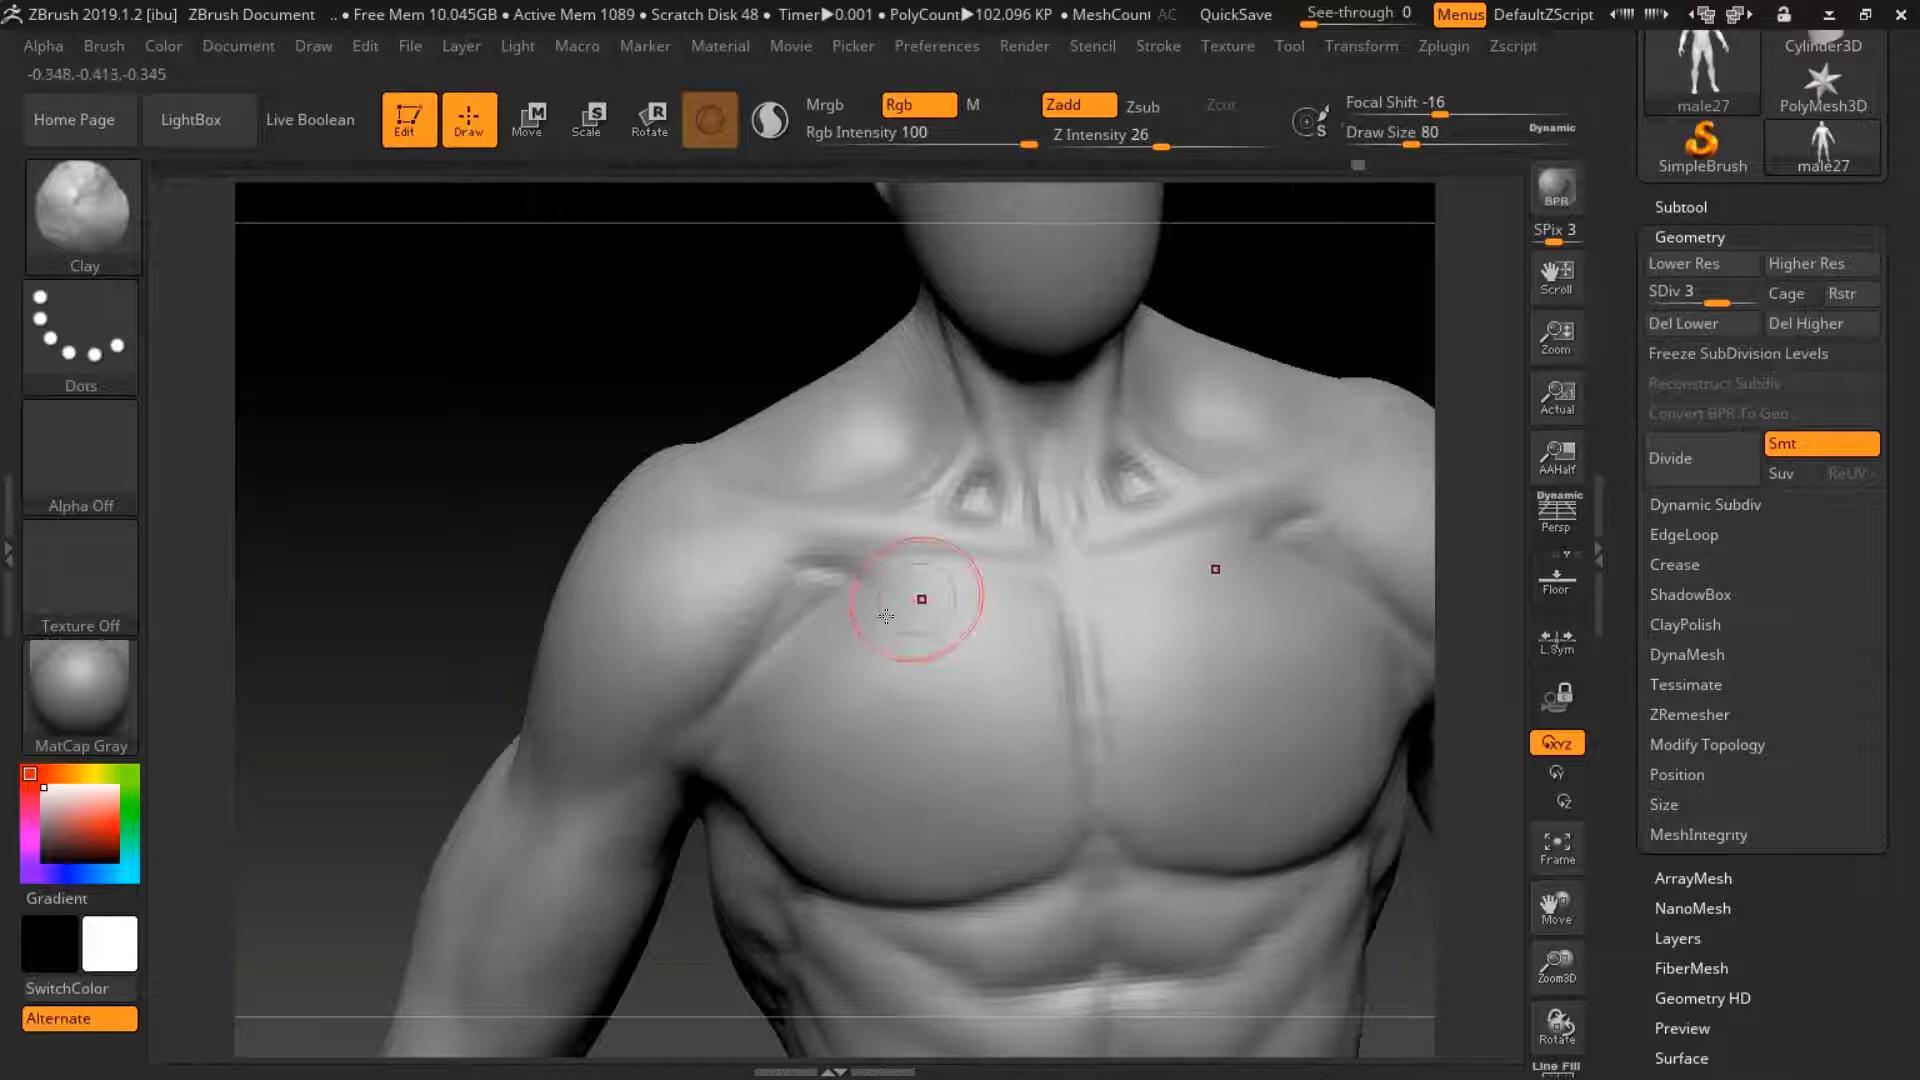 ZBrush 2019.1.2 [ibu] ZBrush Document .. • Free Mem 10.045GB • Active Mem 1089 • Scratch Disk 48 • Timer▶0.001 • PolyCount▶102.096 KP • MeshCount AC QuickSave See-through 0 Menus DefaultZScript
Alpha Brush Color Document Draw Edit File Layer Light Macro Marker Material Movie Picker Preferences Render Stencil Stroke Texture Tool Transform Zplugin Zscript
-0.348,-0.413,-0.345
Home Page LightBox Live Boolean Edit Draw Move Scale Rotate
Mrgb Rgb M
Rgb Intensity 100
Zadd Zsub Zcut
Z Intensity 26
S
Focal Shift -16
Draw Size 80
Dynamic
Clay
Dots
Alpha Off
Texture Off
MatCap Gray
Gradient
SwitchColor
Alternate
BPR
SPix 3
Scroll
Zoom
Actual
AAHalf
Dynamic
Persp
Floor
L.Sym
XYZ
Y
Z
Frame
Move
Zoom3D
Rotate
Line Fill
Cylinder3D
male27 PolyMesh3D
SimpleBrush male27
Subtool
Geometry
Lower Res Higher Res
SDiv 3 Cage Rstr
Del Lower Del Higher
Freeze SubDivision Levels
Reconstruct Subdiv
Convert BPR To Geo
Divide Smt
Suv ReUV
Dynamic Subdiv
EdgeLoop
Crease
ShadowBox
ClayPolish
DynaMesh
Tessimate
ZRemesher
Modify Topology
Position
Size
MeshIntegrity
ArrayMesh
NanoMesh
Layers
FiberMesh
Geometry HD
Preview
Surface